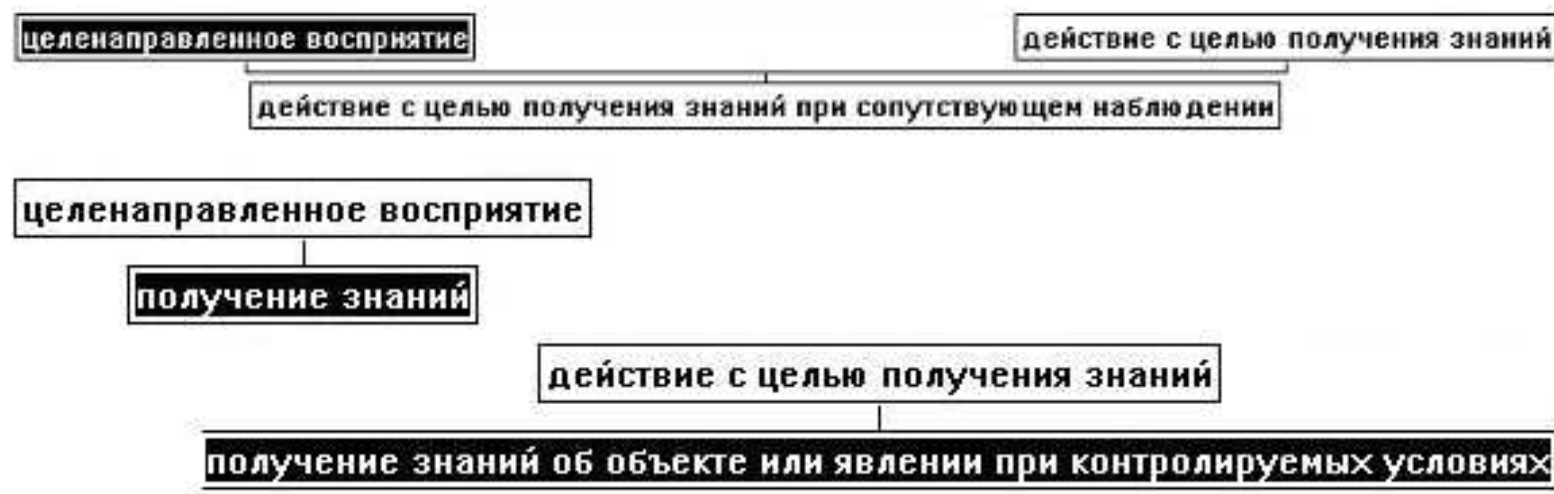 целенаправленное восприятие
действие с целью получения знаний
действие с целью получения знаний при сопутствующем наблюдении
целенаправленное восприятие
получение знаний
действие с целью получения знаний
получение знаний об объекте или явлении при контролируемых условиях